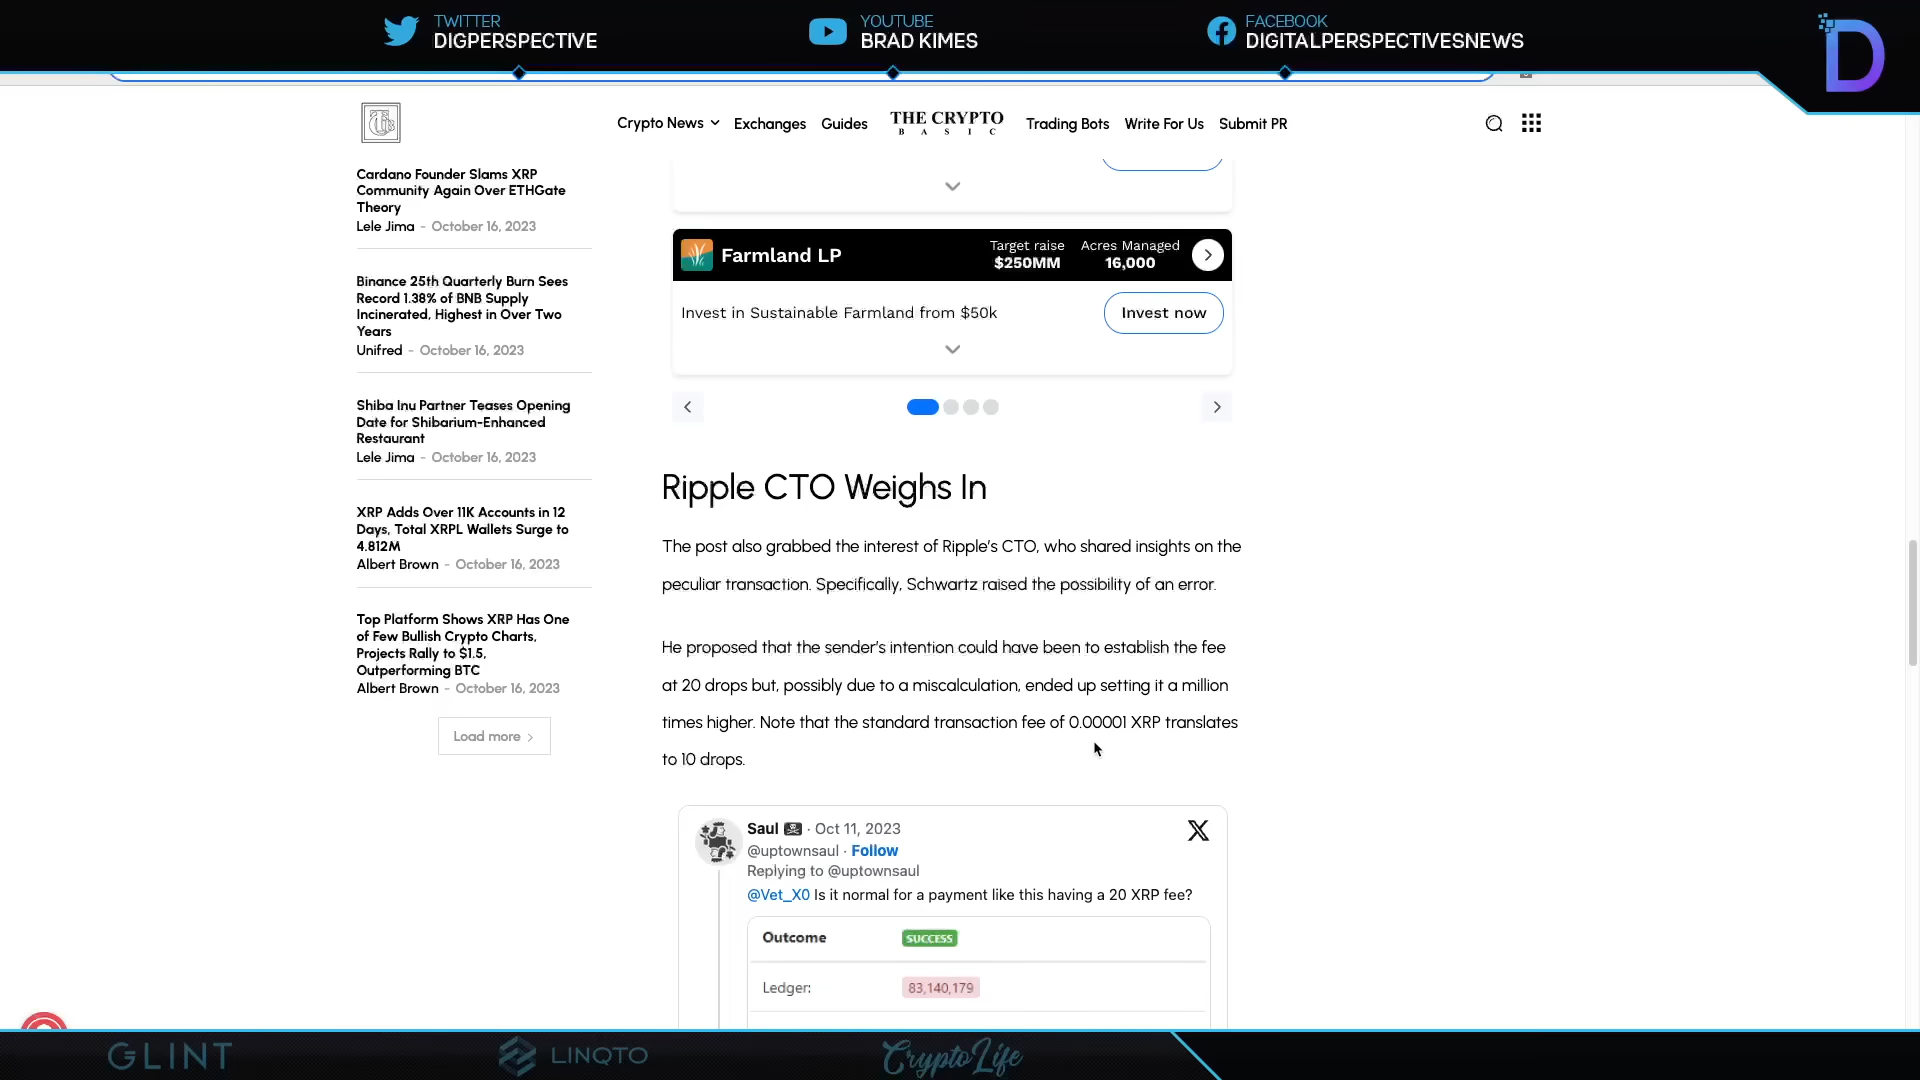 TWITTER
DIGPERSPECTIVE
YOUTUBE
BRAD KIMES
FACEBOOK
DIGITALPERSPECTIVESNEWS
D
Crypto News
Exchanges
Guides
THE CRYPTO
BASIC
Trading Bots
Write For Us
Submit PR
Cardano Founder Slams XRP
Community Again Over ETHGate
Theory
Lele Jima - October 16, 2023
Binance 25th Quarterly Burn Sees
Record 1.38% of BNB Supply
Incinerated, Highest in Over Two
Years
Unifred - October 16, 2023
Shiba Inu Partner Teases Opening
Date for Shibarium-Enhanced
Restaurant
Lele Jima - October 16, 2023
XRP Adds Over 11K Accounts in 12
Days, Total XRPL Wallets Surge to
4.812M
Albert Brown - October 16, 2023
Top Platform Shows XRP Has One
of Few Bullish Crypto Charts,
Projects Rally to $1.5,
Outperforming BTC
Albert Brown - October 16, 2023
Load more
Farmland LP
Target raise
$250MM
Acres Managed
16,000
Invest in Sustainable Farmland from $50k
Invest now
Ripple CTO Weighs In
The post also grabbed the interest of Ripple's CTO, who shared insights on the
peculiar transaction. Specifically, Schwartz raised the possibility of an error.
He proposed that the sender's intention could have been to establish the fee
at 20 drops but, possibly due to a miscalculation, ended up setting it a million
times higher. Note that the standard transaction fee of 0.00001 XRP translates
to 10 drops.
Saul · Oct 11, 2023
@uptownsaul · Follow
Replying to @uptownsaul
@Vet_X0 Is it normal for a payment like this having a 20 XRP fee?
Outcome SUCCESS
Ledger: 83,140,179
GLINT
LINQTO
CryptoLife